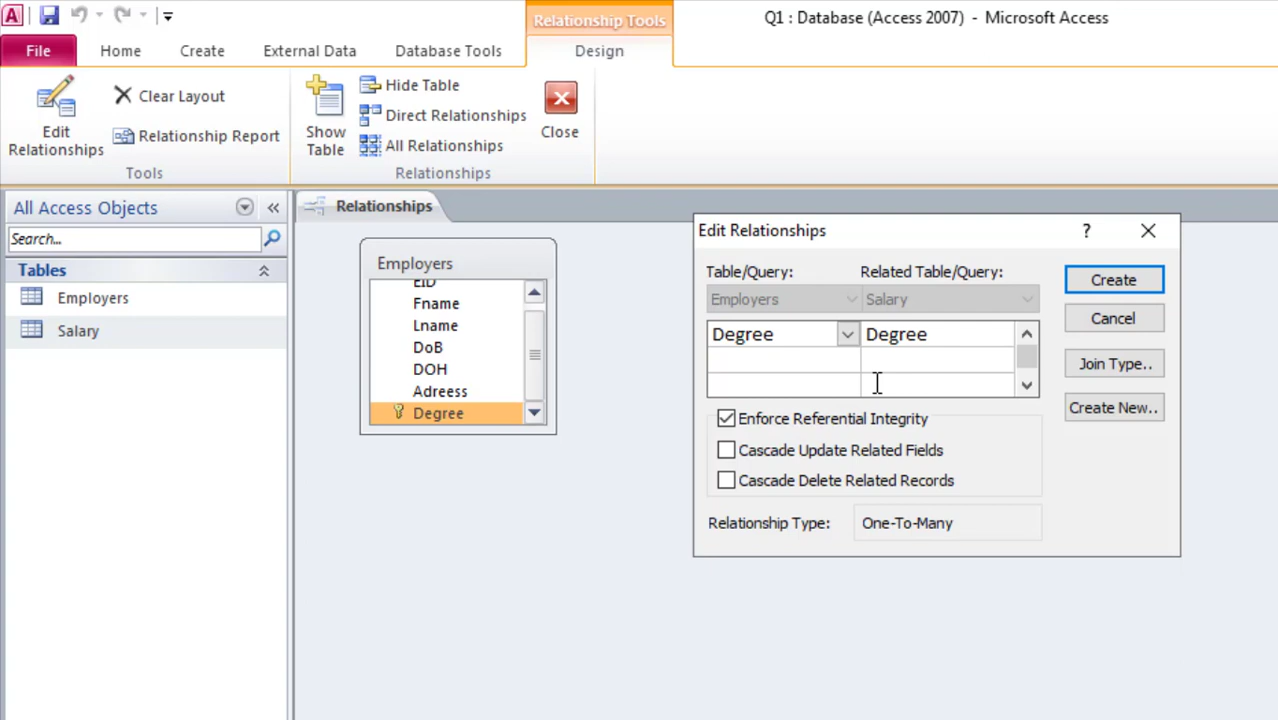 Relationship Tools
Q1 : Database (Access 2007) - Microsoft Access
File Home Create External Data Database Tools Design
Edit Relationships
Clear Layout
Relationship Report
Tools
Show Table
Hide Table
Direct Relationships
All Relationships
Relationships
Close
All Access Objects
Search...
Tables
Employers
Salary
Relationships
Employers
EID
Fname
Lname
DoB
DOH
Adreess
Degree
Edit Relationships ?
Table/Query: Related Table/Query:
Employers Salary
Degree Degree
Enforce Referential Integrity
Cascade Update Related Fields
Cascade Delete Related Records
Relationship Type: One-To-Many
Create
Cancel
Join Type..
Create New..